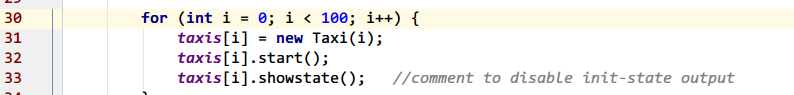 30 for (int i = 0; i < 100; i++) {
31 taxis[i] = new Taxi(i);
32 taxis[i].start();
33 taxis[i].showstate(); //comment to disable init-state output